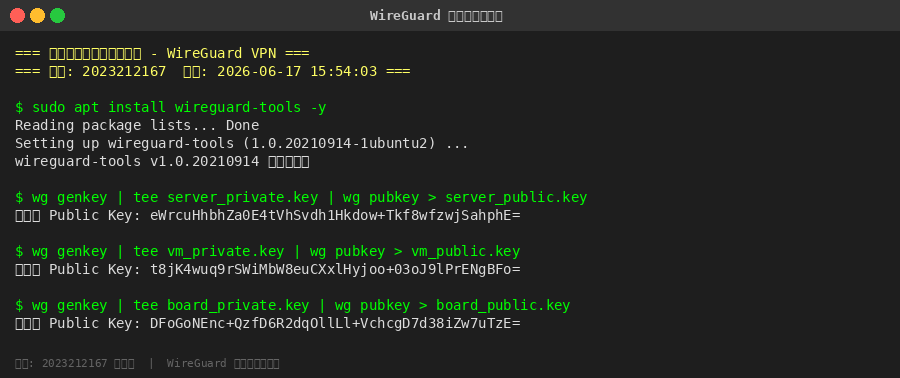 WireGuard
=== - WireGuard VPN ===
=== : 2023212167 : 2026-06-17 15:54:03 ===
$ sudo apt install wireguard-tools -y
Reading package lists... Done
Setting up wireguard-tools (1.0.20210914-1ubuntu2) ...
wireguard-tools v1.0.20210914
$ wg genkey | tee server_private.key | wg pubkey > server_public.key
Public Key: eWrcuHhbhZa0E4tVhSvdh1Hkdow+Tkf8wfzwjSahphE=
$ wg genkey | tee vm_private.key | wg pubkey > vm_public.key
Public Key: t8jK4wuq9rSWiMbW8euCXxlHyjoo+03oJ9lPrENgBFo=
$ wg genkey | tee board_private.key | wg pubkey > board_public.key
Public Key: DFoGoNEnc+QzfD6R2dqOllLl+VchcgD7d38iZw7uTzE=
: 2023212167 | WireGuard